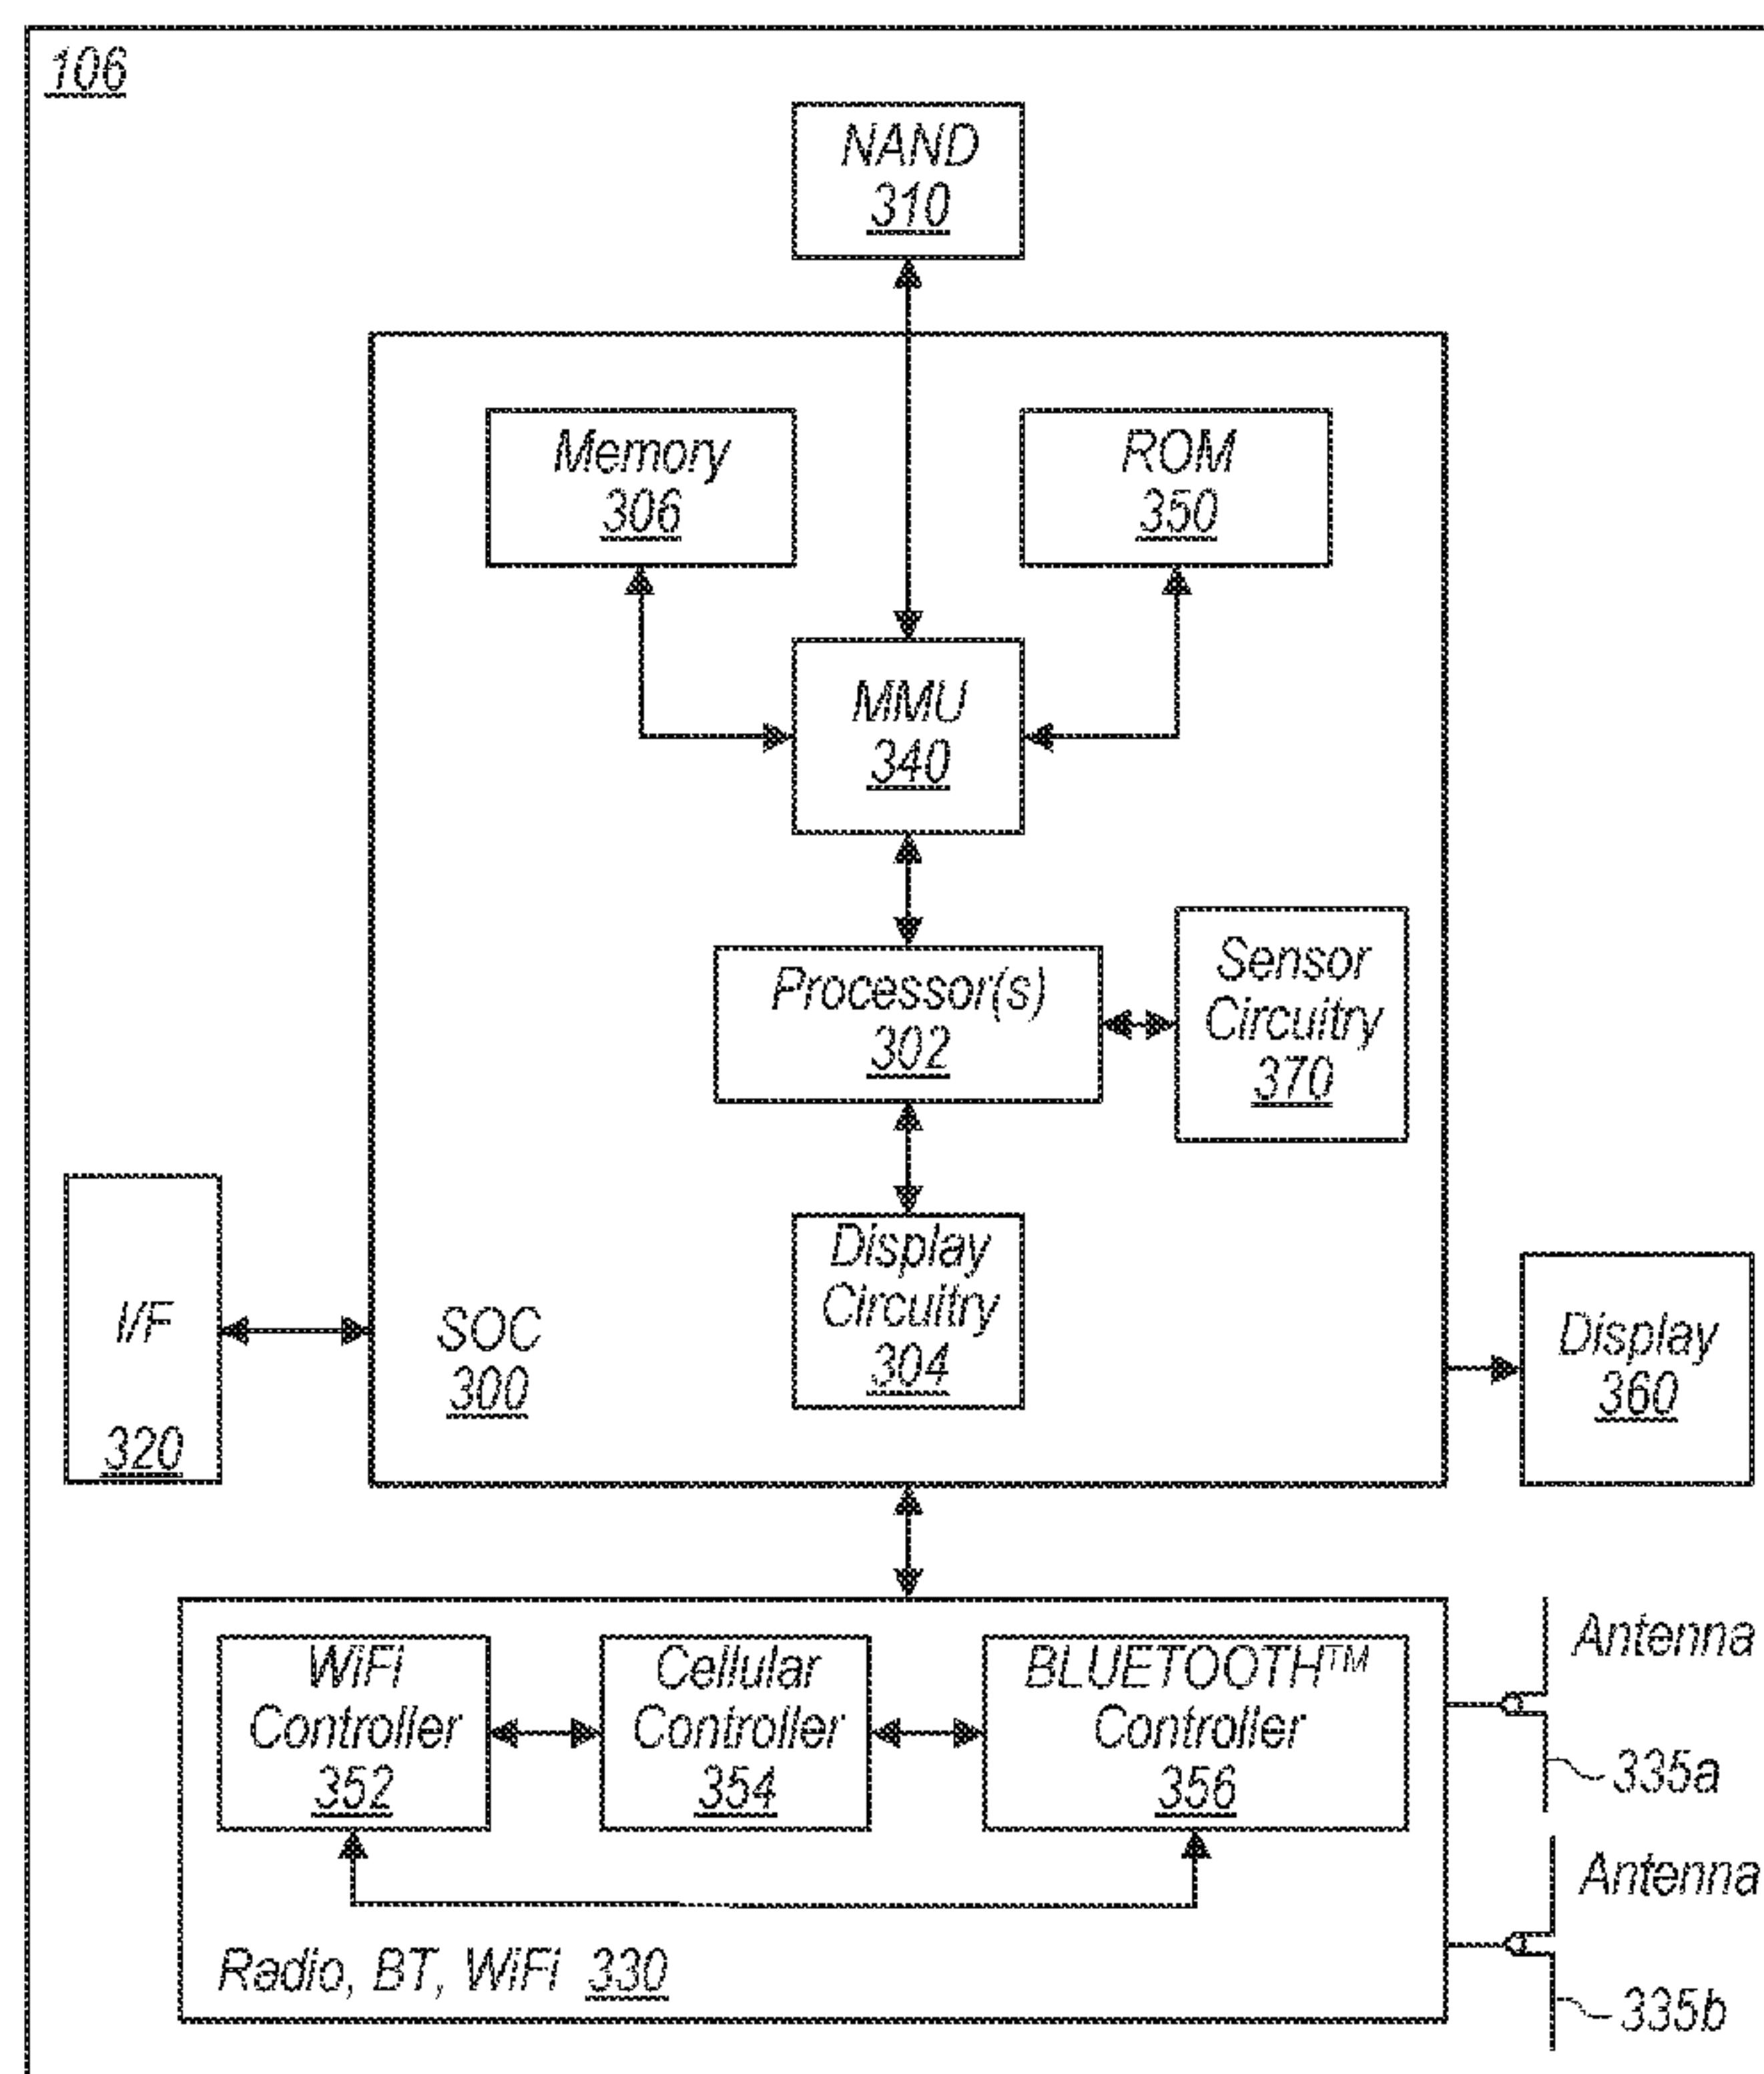 106
NAND
310
Memory
306
ROM
350
MMU
340
Processor(s)
302
Sensor
Circuitry
370
Display
Circuitry
304
I/F
320
SOC
300
Display
360
WiFi
Controller
352
Cellular
Controller
354
BLUETOOTH™
Controller
356
Antenna
335a
Antenna
335b
Radio, BT, WiFi 330